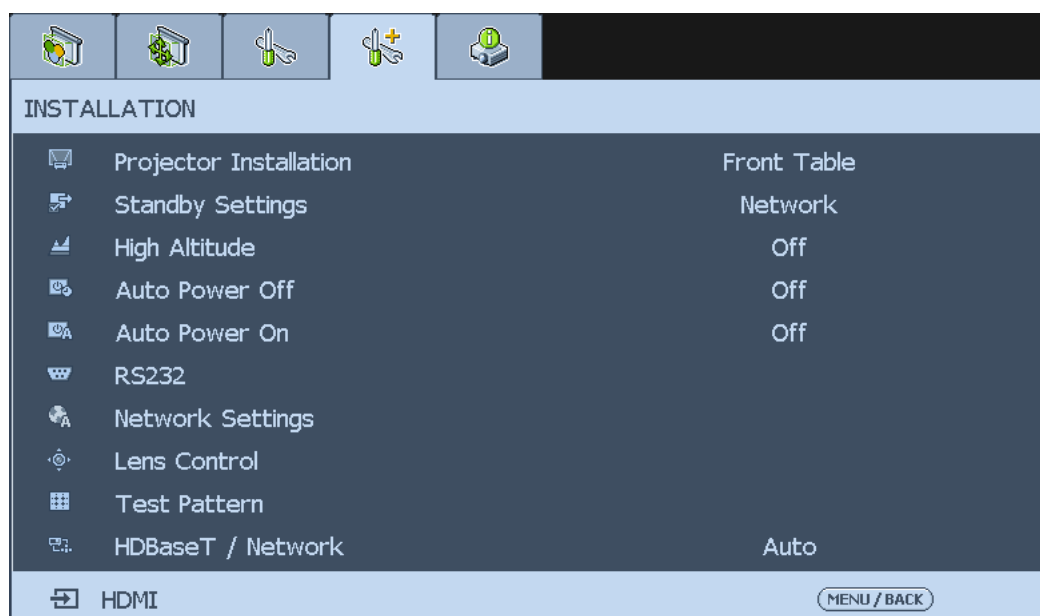 INSTALLATION
Projector Installation Front Table
Standby Settings Network
High Altitude Off
Auto Power Off Off
Auto Power On Off
RS232
Network Settings
Lens Control
Test Pattern
HDBaseT / Network Auto
HDMI MENU / BACK